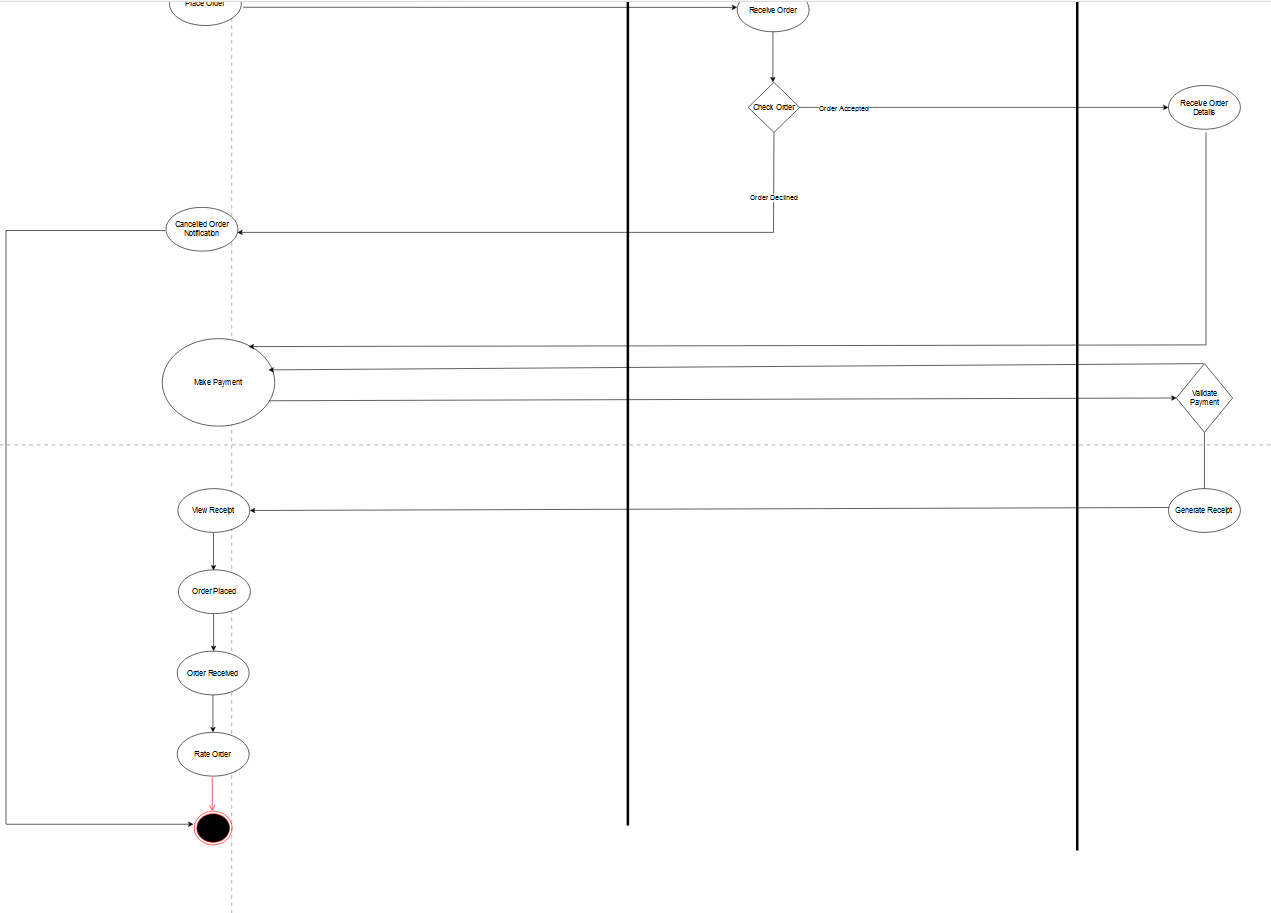 Place Order
Receive Order
Check Order
Order Accepted
Receive Order
Details
Order Declined
Cancelled Order
Notification
Make Payment
Validate
Payment
View Receipt
Generate Receipt
Order Placed
Order Received
Rate Order